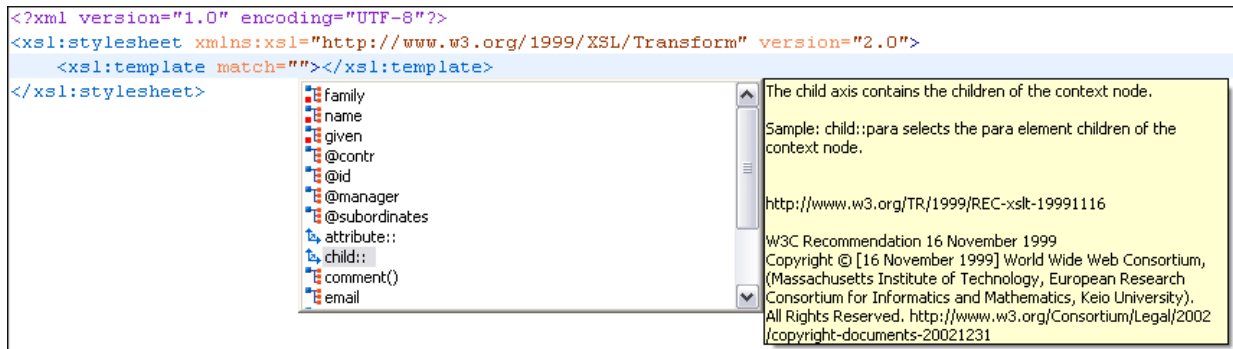 <?xml version="1.0" encoding="UTF-8"?>
<xsl:stylesheet xmlns:xsl="http://www.w3.org/1999/XSL/Transform" version="2.0">
<xsl:template match=""></xsl:template>
</xsl:stylesheet>
family
name
given
@contr
@id
@manager
@subordinates
attribute::
child::
comment()
email
The child axis contains the children of the context node.
Sample: child::para selects the para element children of the
context node.
http://www.w3.org/TR/1999/REC-xslt-19991116
W3C Recommendation 16 November 1999
Copyright © [16 November 1999] World Wide Web Consortium,
(Massachusetts Institute of Technology, European Research
Consortium for Informatics and Mathematics, Keio University).
All Rights Reserved. http://www.w3.org/Consortium/Legal/2002
/copyright-documents-20021231